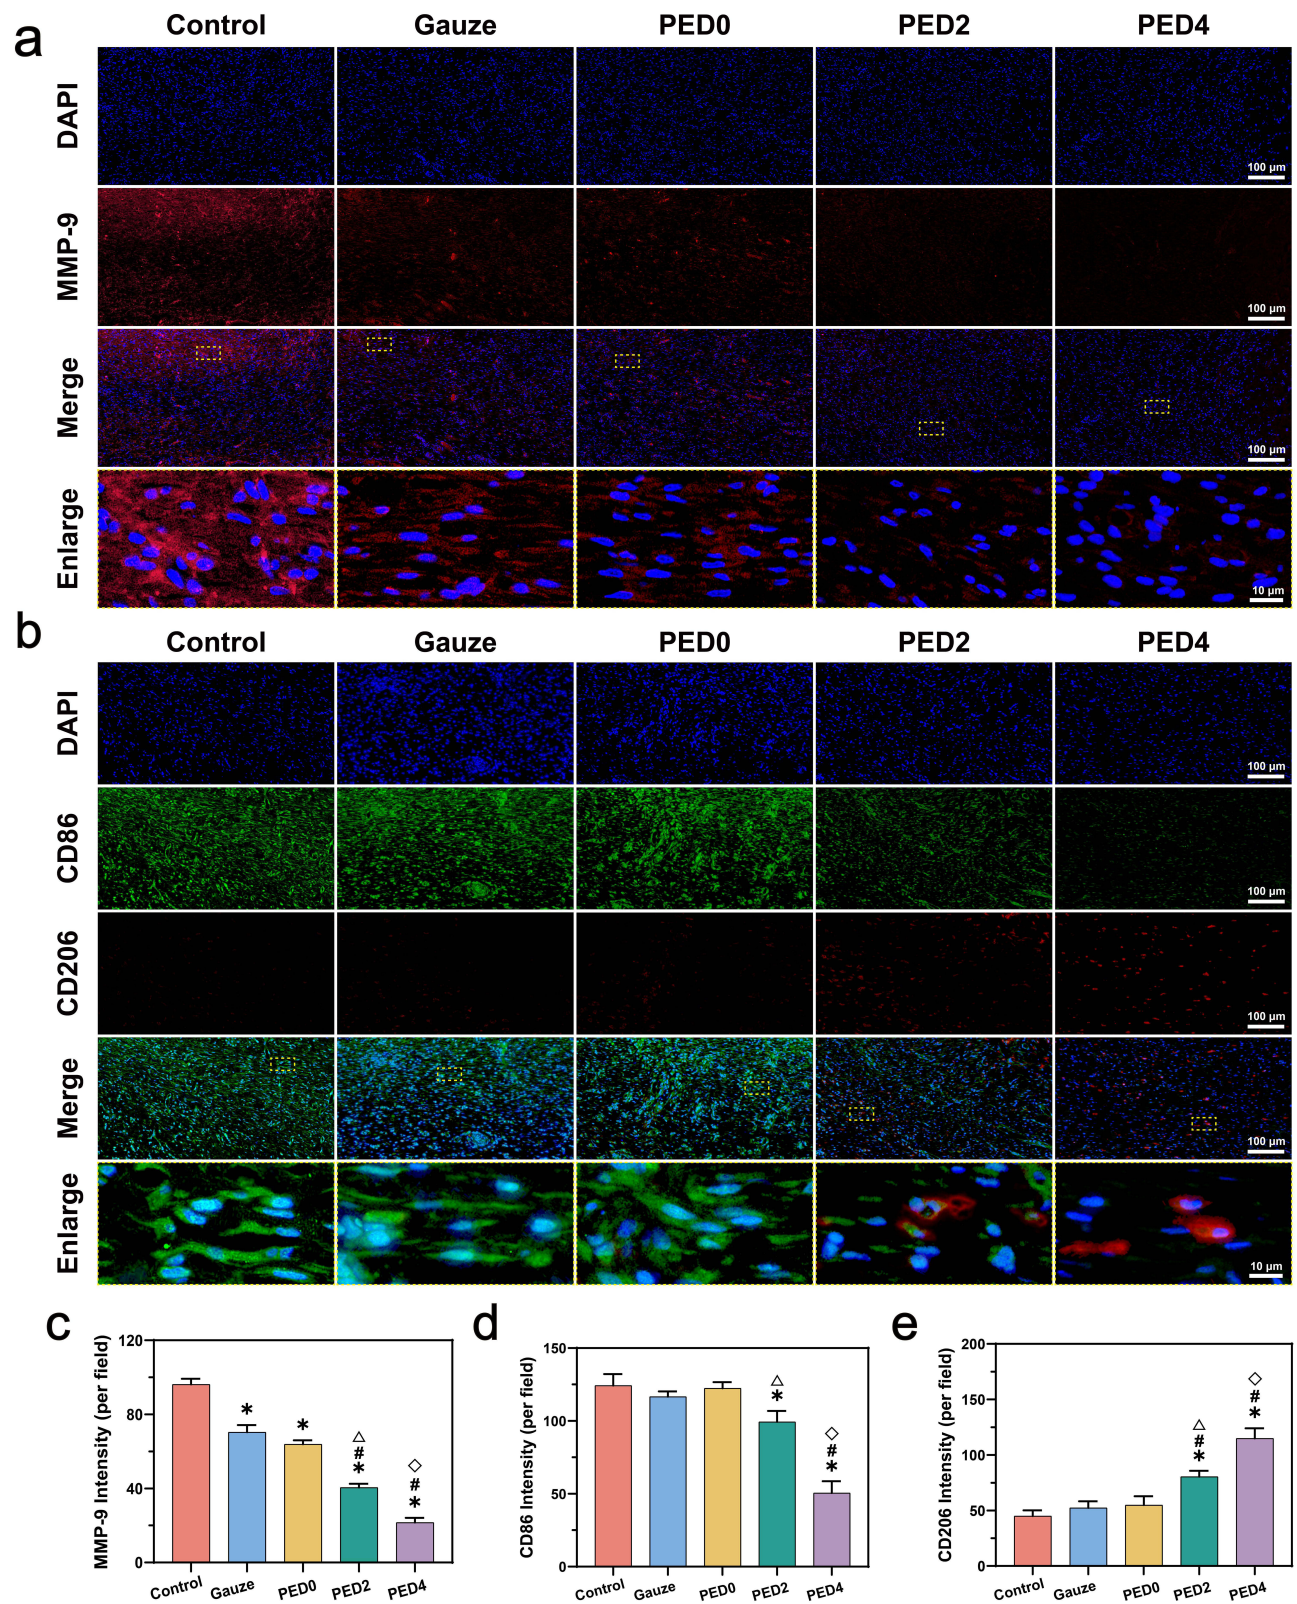 a
Control Gauze PED0 PED2 PED4
DAPI
100 μm
MMP-9
100 μm
Merge
100 μm
Enlarge
10 μm
b
Control Gauze PED0 PED2 PED4
DAPI
100 μm
CD86
100 μm
CD206
100 μm
Merge
100 μm
Enlarge
10 μm
c
MMP-9 Intensity (per field)
120
80
40
0
*
*
△
#
*
◇
#
*
Control Gauze PED0 PED2 PED4
d
CD86 Intensity (per field)
150
100
50
0
△
*
◇
#
*
Control Gauze PED0 PED2 PED4
e
CD206 Intensity (per field)
200
150
100
50
0
△
#
*
◇
#
*
Control Gauze PED0 PED2 PED4